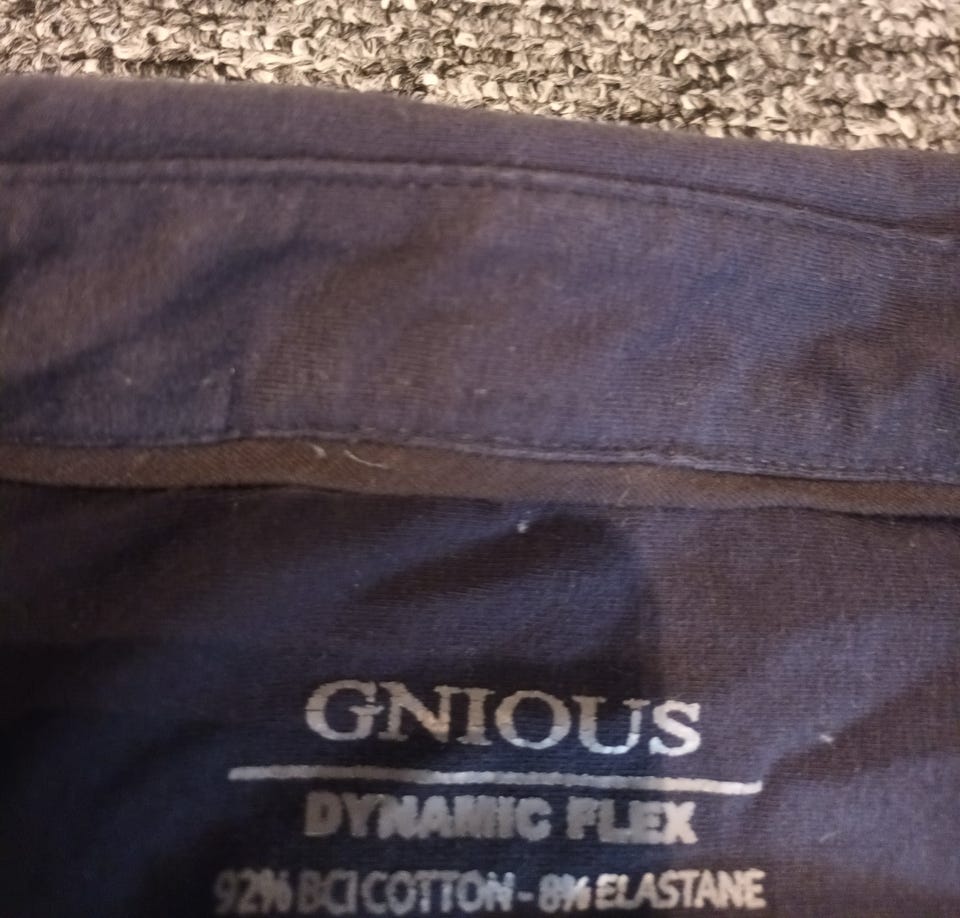 GNIOUS
DYNAMIC FLEX
92% BCI COTTON - 8% ELASTANE